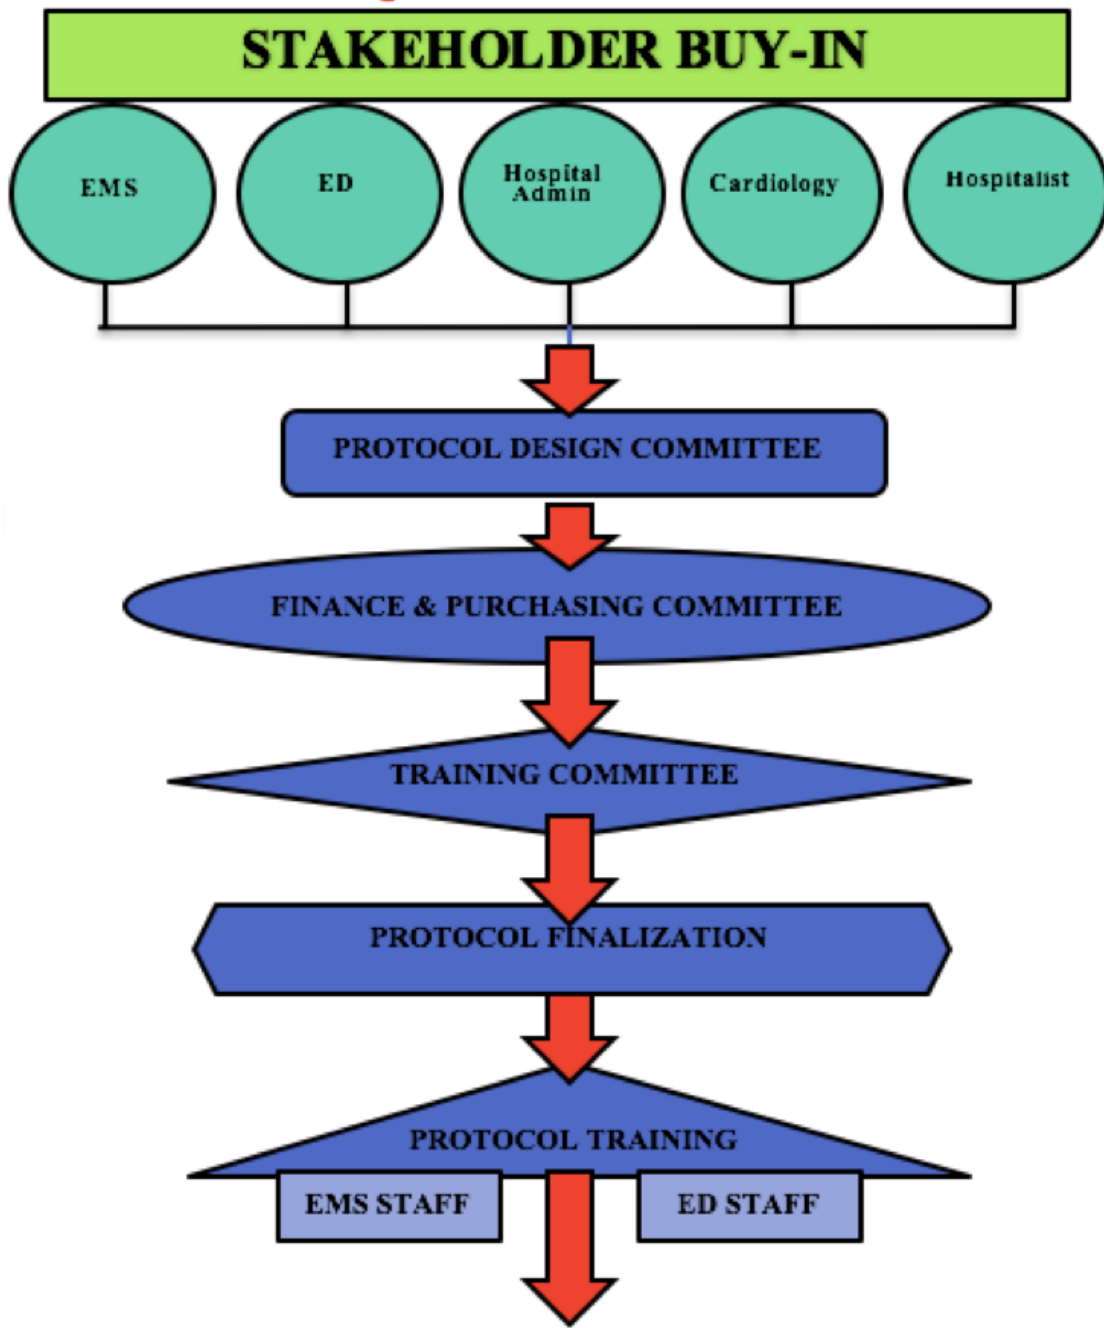 STAKEHOLDER BUY-IN
EMS
ED
Hospital
Admin
Cardiology
Hospitalist
PROTOCOL DESIGN COMMITTEE
FINANCE & PURCHASING COMMITTEE
TRAINING COMMITTEE
PROTOCOL FINALIZATION
PROTOCOL TRAINING
EMS STAFF
ED STAFF